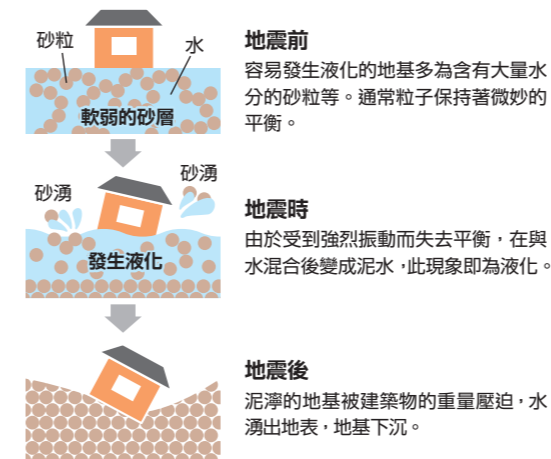 砂粒
水
軟弱的砂層
地震前
容易發生液化的地基多為含有大量水
分的砂粒等。通常粒子保持著微妙的
平衡。
砂湧
砂湧
發生液化
地震時
由於受到強烈振動而失去平衡，在與
水混合後變成泥水，此現象即為液化。
地震後
泥濘的地基被建築物的重量壓迫，水
湧出地表，地基下沉。